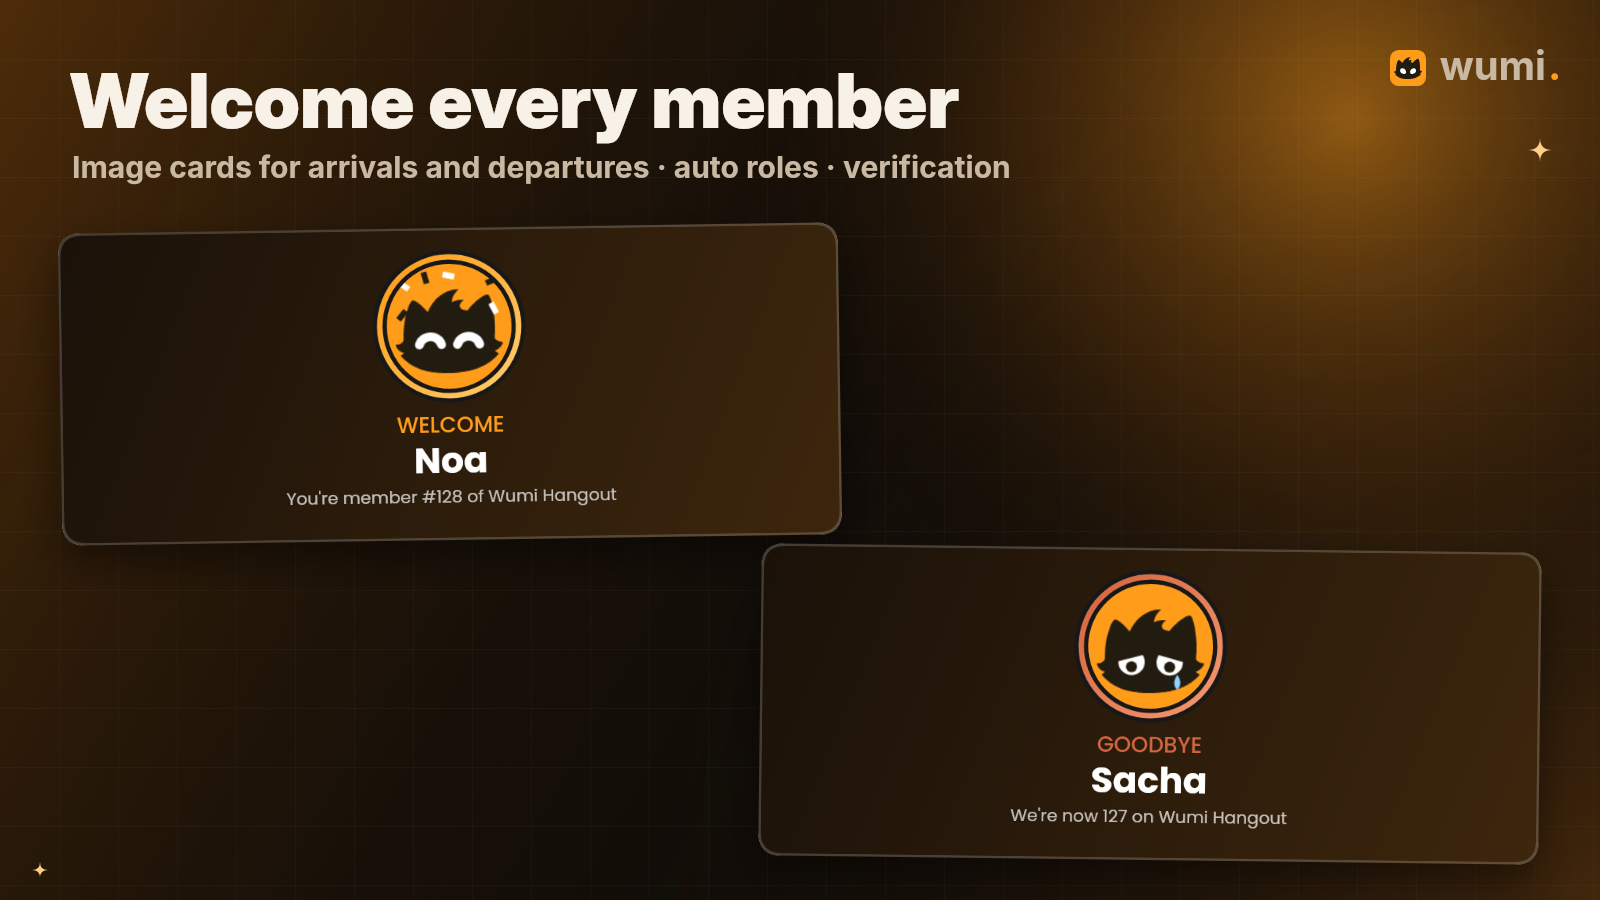 Welcome every member
Image cards for arrivals and departures · auto roles · verification
wumi.
WELCOME
Noa
You're member #128 of Wumi Hangout
GOODBYE
Sacha
We're now 127 on Wumi Hangout